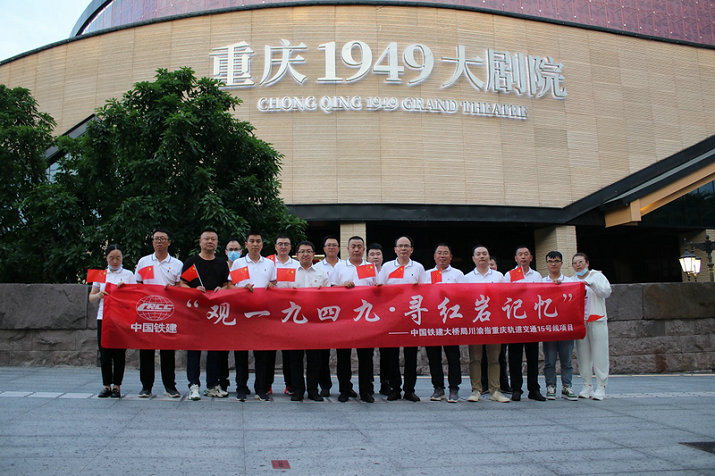 重庆1949大剧院
CHONG QING 1949 GRAND THEATRE
“观一九四九·寻红岩记忆”
CRCC
中国铁建
——中国铁建大桥局川渝指重庆轨道交通15号线项目